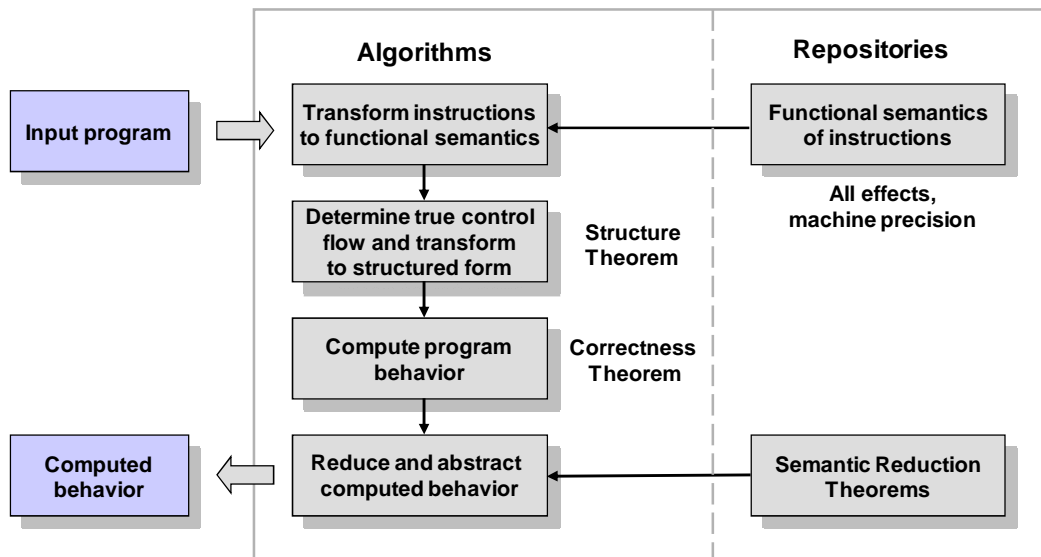 Algorithms
Repositories
Input program
Transform instructions
to functional semantics
Functional semantics
of instructions
All effects,
machine precision
Determine true control
flow and transform
to structured form
Structure
Theorem
Compute program
behavior
Correctness
Theorem
Computed
behavior
Reduce and abstract
computed behavior
Semantic Reduction
Theorems